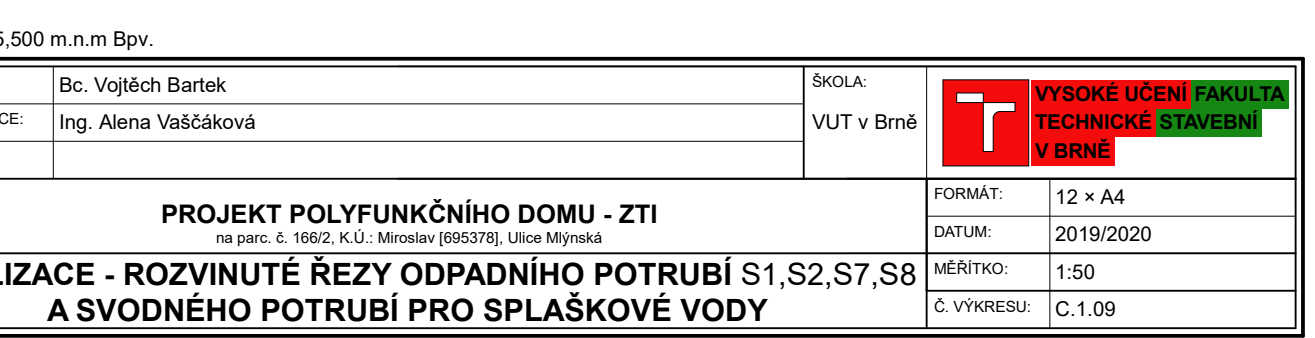 5,500 m.n.m Bpv.
Bc. Vojtěch Bartek
ŠKOLA:
CE:
Ing. Alena Vaščáková
VUT v Brně
VYSOKÉ UČENÍ FAKULTA
TECHNICKÉ STAVEBNÍ
V BRNĚ
PROJEKT POLYFUNKČNÍHO DOMU - ZTI
na parc. č. 166/2, K.Ú.: Miroslav [695378], Ulice Mlýnská
FORMÁT:
12 × A4
DATUM:
2019/2020
LIZACE - ROZVINUTÉ ŘEZY ODPADNÍHO POTRUBÍ S1,S2,S7,S8
A SVODNÉHO POTRUBÍ PRO SPLAŠKOVÉ VODY
MĚŘÍTKO:
1:50
Č. VÝKRESU:
C.1.09